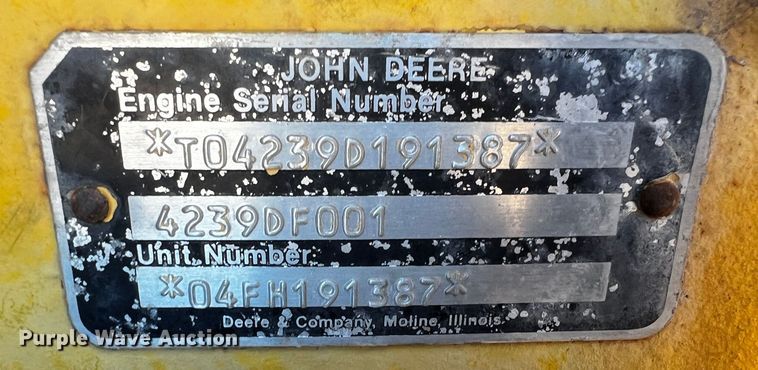 JOHN DEERE
Engine Serial Number
*T04239D191387*
4239DF001
Unit Number
*04FH191387*
Deere & Company, Moline, Illinois
Purple Wave Auction